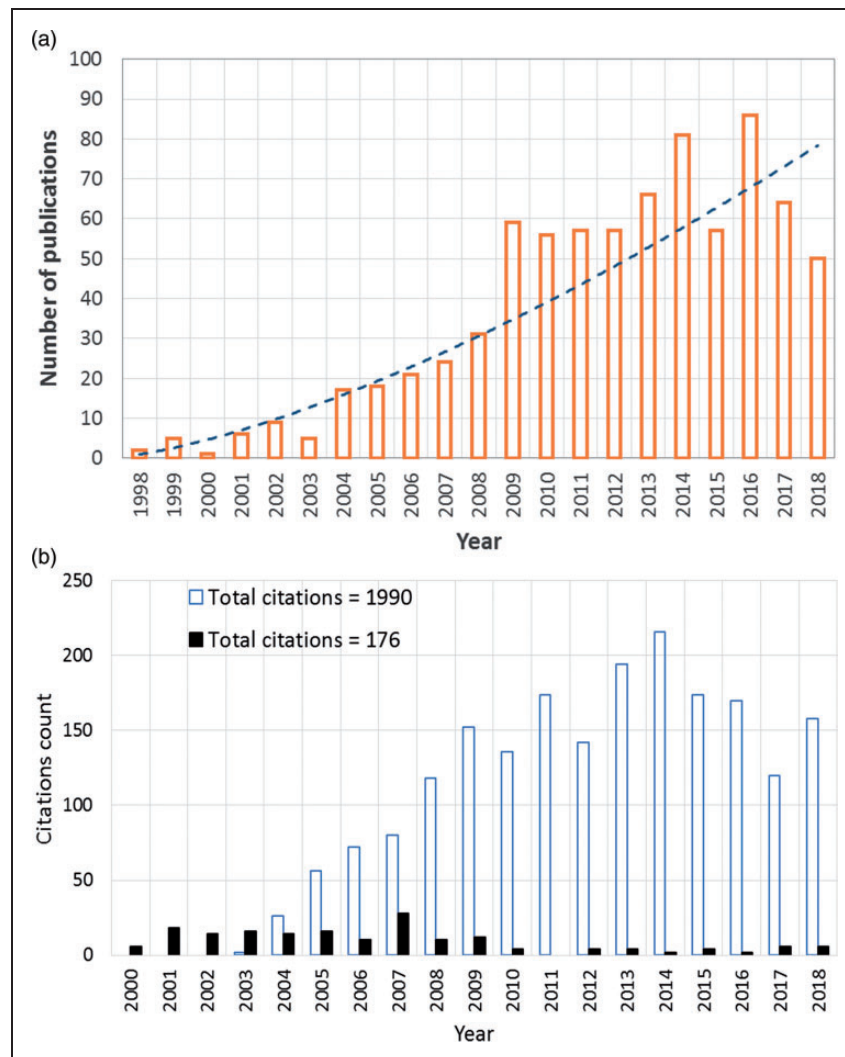 (a)
100
90
80
70
60
50
40
30
20
10
0
Number of publications
1998 1999 2000 2001 2002 2003 2004 2005 2006 2007 2008 2009 2010 2011 2012 2013 2014 2015 2016 2017 2018
Year
(b)
250
200
150
100
50
0
Citations count
Total citations = 1990
Total citations = 176
2000 2001 2002 2003 2004 2005 2006 2007 2008 2009 2010 2011 2012 2013 2014 2015 2016 2017 2018
Year